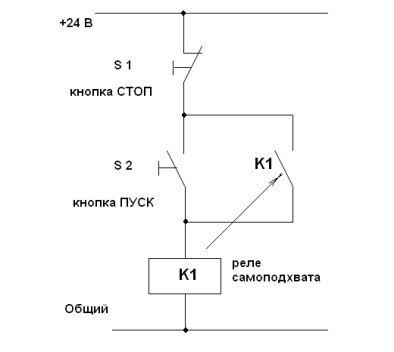 +24 В
S 1
кнопка СТОП
S 2
K1
кнопка ПУСК
K1
реле
самоподхвата
Общий